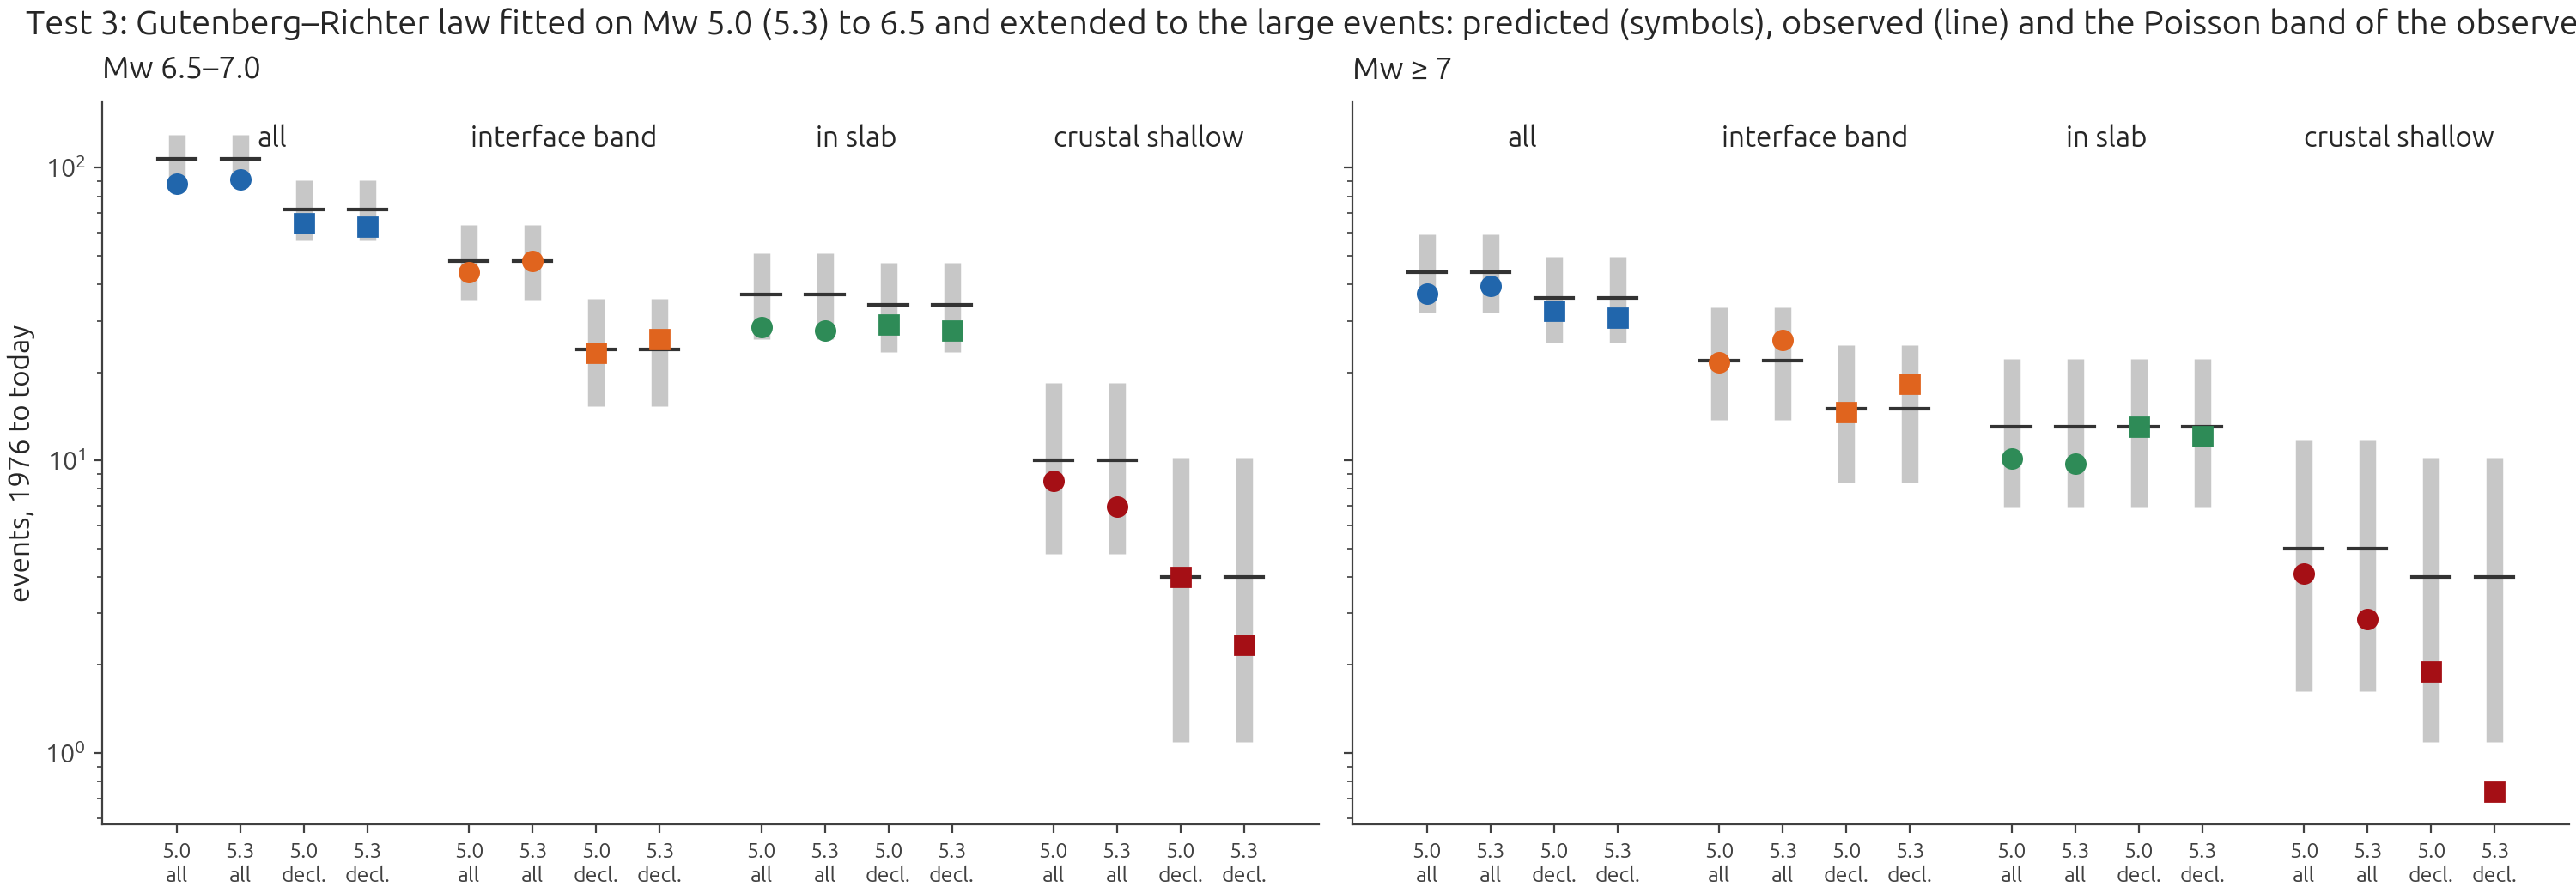 Test 3: Gutenberg–Richter law fitted on Mw 5.0 (5.3) to 6.5 and extended to the large events: predicted (symbols), observed (line) and the Poisson band of the observe
Mw 6.5–7.0
Mw ≥ 7
all
interface band
in slab
crustal shallow
all
interface band
in slab
crustal shallow
10²
10¹
10⁰
events, 1976 to today
5.0 5.3 5.0 5.3 5.0 5.3 5.0 5.3 5.0 5.3 5.0 5.3 5.0 5.3 5.0 5.3
all all decl. decl. all all decl. decl. all all decl. decl. all all decl. decl.
5.0 5.3 5.0 5.3 5.0 5.3 5.0 5.3 5.0 5.3 5.0 5.3 5.0 5.3 5.0 5.3
all all decl. decl. all all decl. decl. all all decl. decl. all all decl. decl.